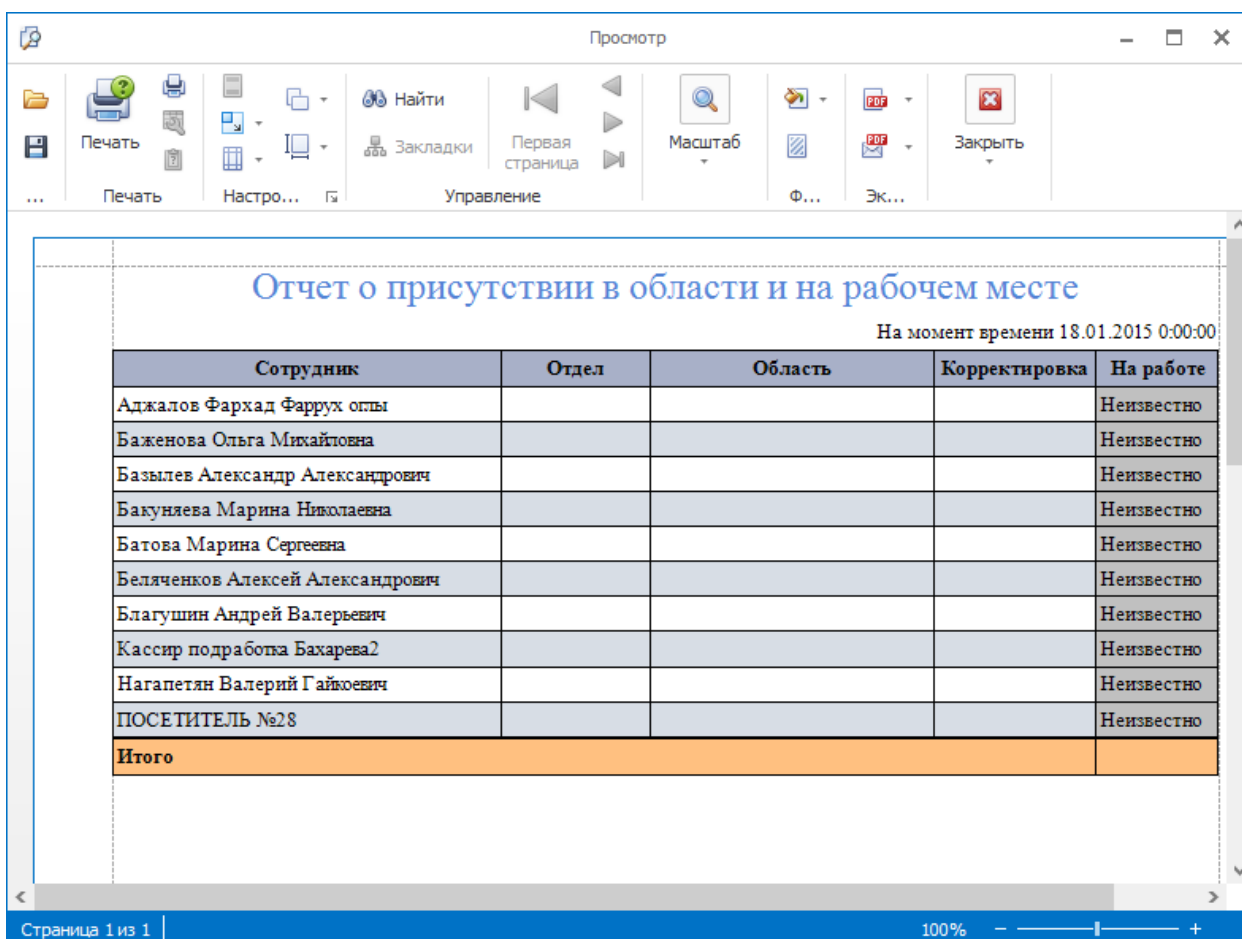 Просмотр
Печать
Найти
Закладки
Первая страница
Масштаб
Закрыть
...
Печать
Настро...
Управление
Ф...
Эк...
Отчет о присутствии в области и на рабочем месте
На момент времени 18.01.2015 0:00:00
Сотрудник Отдел Область Корректировка На работе
Аджалов Фархад Фаррух оглы Неизвестно
Баженова Ольга Михайловна Неизвестно
Базылев Александр Александрович Неизвестно
Бакуняева Марина Николаевна Неизвестно
Батова Марина Сергеевна Неизвестно
Беляченков Алексей Александрович Неизвестно
Благушин Андрей Валерьевич Неизвестно
Кассир подработка Бахарева2 Неизвестно
Нагапетян Валерий Гайкоевич Неизвестно
ПОСЕТИТЕЛЬ №28 Неизвестно
Итого
Страница 1 из 1 100%